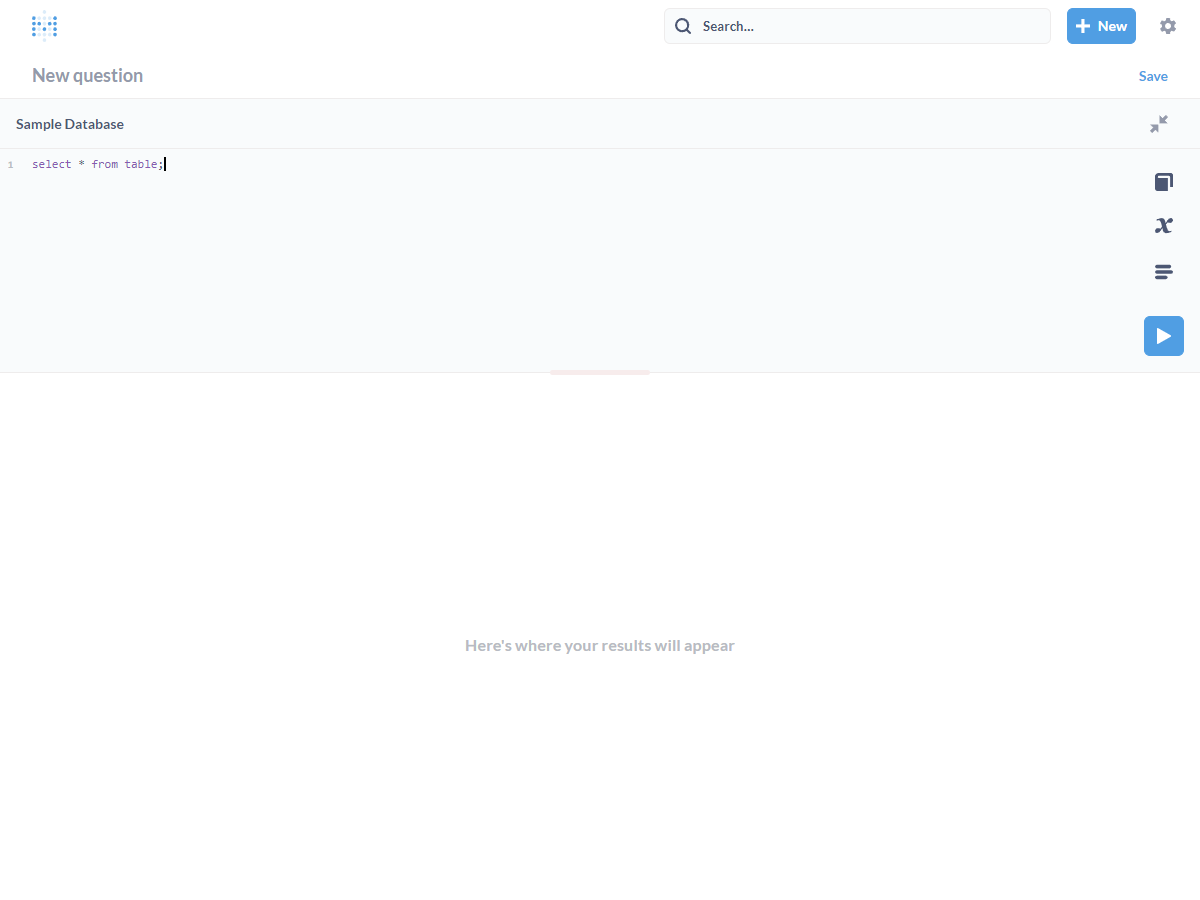 Search...
New
New question
Save
Sample Database
1 select * from table;
Here's where your results will appear